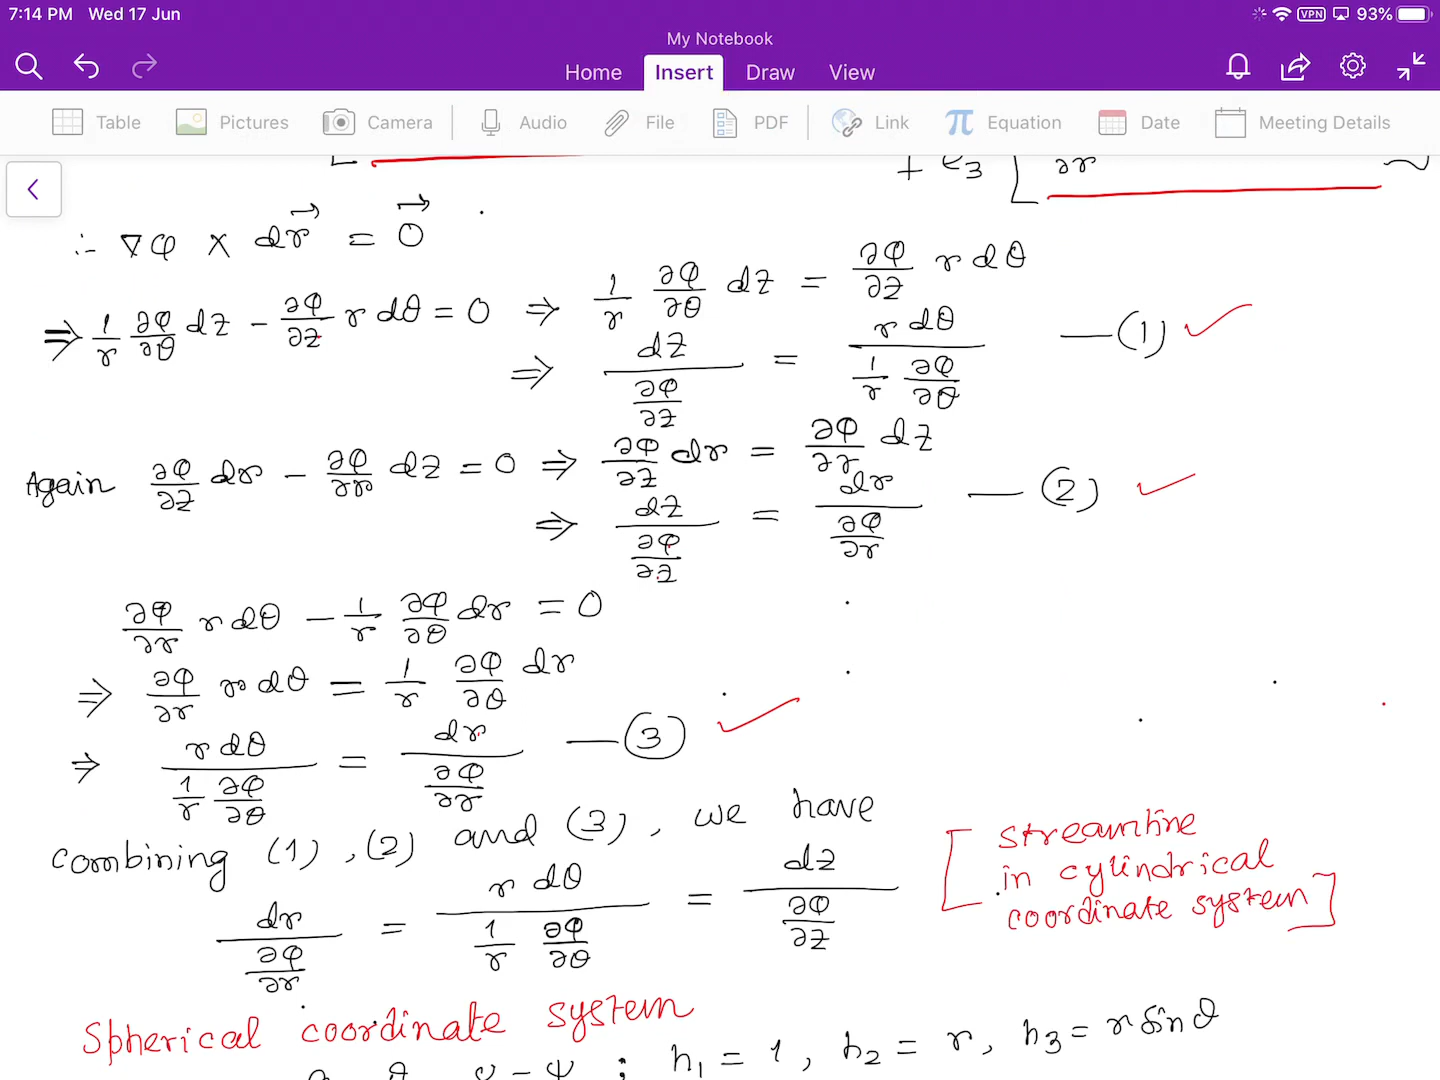 7:14 PM Wed 17 Jun VPN 93%
My Notebook
Home Insert Draw View
Table Pictures Camera Audio File PDF Link Equation Date Meeting Details
+ e₃ [ ∂r
∴ ∇φ × d\vec{r} = \vec{0}
⇒ 1/r ∂φ/∂θ dz − ∂φ/∂z r dθ = 0 ⇒ 1/r ∂φ/∂θ dz = ∂φ/∂z r dθ
⇒ dz/(∂φ/∂z) = r dθ/(1/r ∂φ/∂θ) — (1)
Again ∂φ/∂z dr − ∂φ/∂r dz = 0 ⇒ ∂φ/∂z dr = ∂φ/∂r dz
⇒ dz/(∂φ/∂z) = dr/(∂φ/∂r) — (2)
∂φ/∂r r dθ − 1/r ∂φ/∂θ dr = 0
⇒ ∂φ/∂r r dθ = 1/r ∂φ/∂θ dr
⇒ r dθ/(1/r ∂φ/∂θ) = dr/(∂φ/∂r) — (3)
combining (1), (2) and (3), we have
dr/(∂φ/∂r) = r dθ/(1/r ∂φ/∂θ) = dz/(∂φ/∂z)
[ streamline
in cylindrical
coordinate system ]
Spherical coordinate system
; h₁ = 1, h₂ = r, h₃ = r sin θ